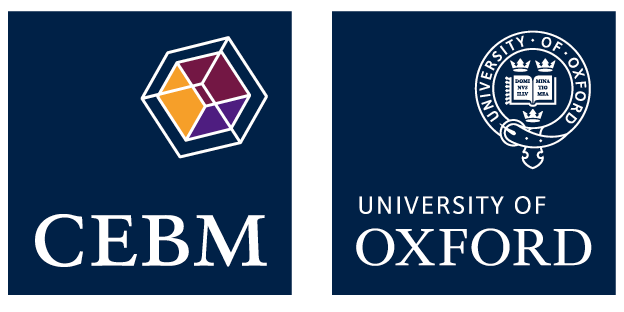 CEBM
UNIVERSITY · OF · OXFORD
DOMI MINA
NVS TIO
ILLV MEA
UNIVERSITY OF
OXFORD